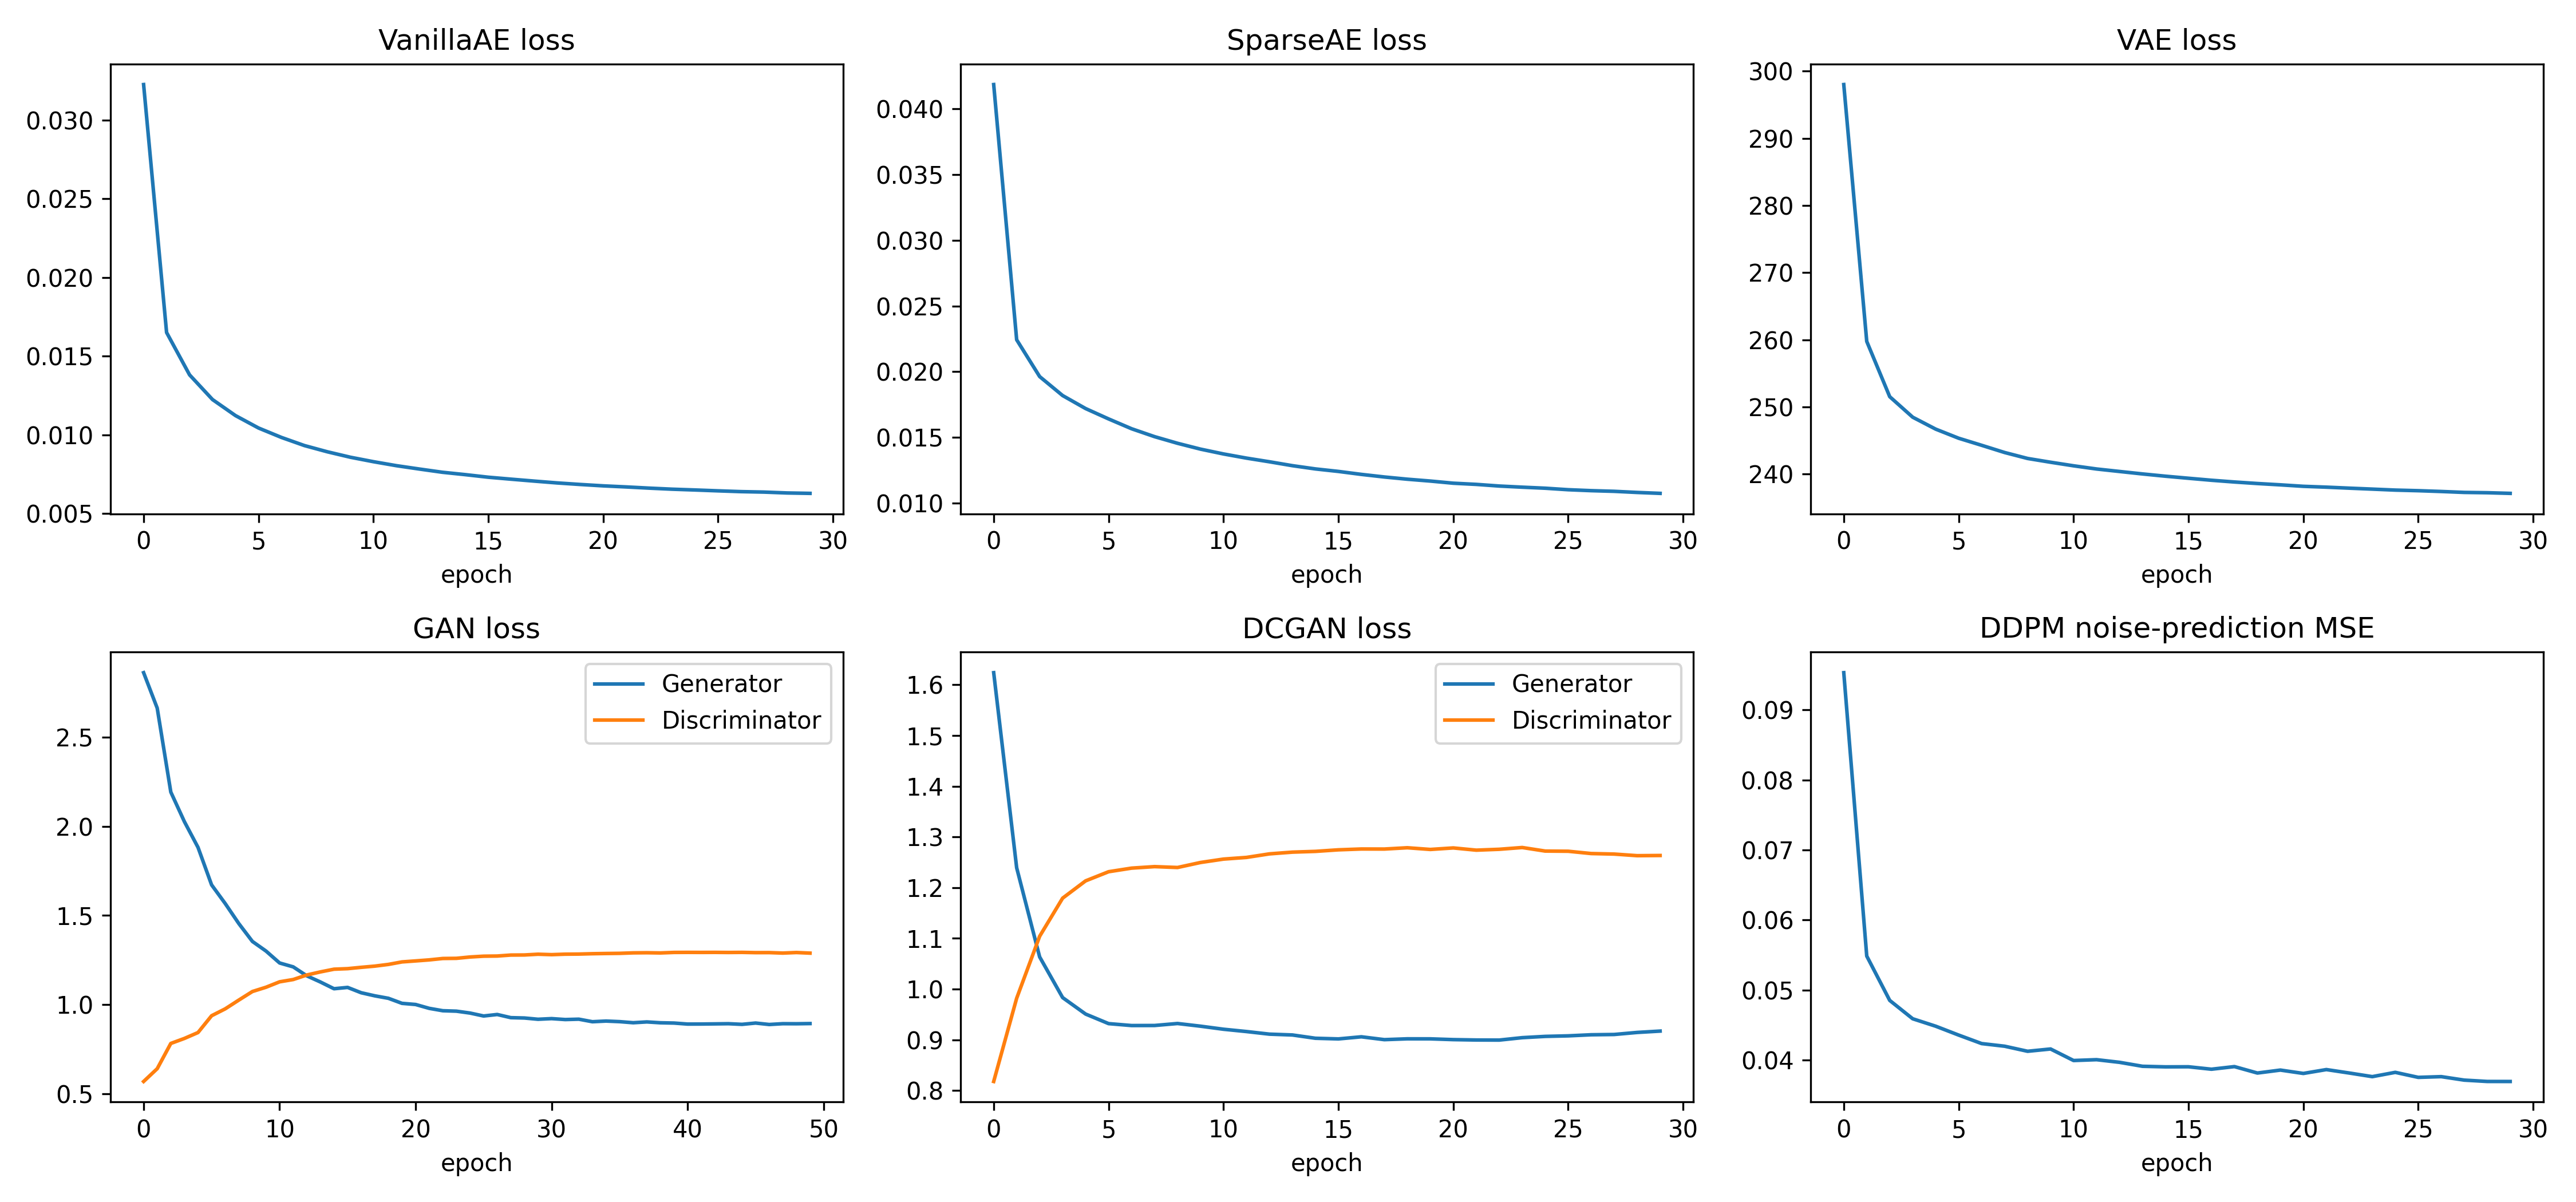 VanillaAE loss
0.030
0.025
0.020
0.015
0.010
0.005
0 5 10 15 20 25 30
epoch
SparseAE loss
0.040
0.035
0.030
0.025
0.020
0.015
0.010
0 5 10 15 20 25 30
epoch
VAE loss
300
290
280
270
260
250
240
0 5 10 15 20 25 30
epoch
GAN loss
Generator
Discriminator
2.5
2.0
1.5
1.0
0.5
0 10 20 30 40 50
epoch
DCGAN loss
Generator
Discriminator
1.6
1.5
1.4
1.3
1.2
1.1
1.0
0.9
0.8
0 5 10 15 20 25 30
epoch
DDPM noise-prediction MSE
0.09
0.08
0.07
0.06
0.05
0.04
0 5 10 15 20 25 30
epoch